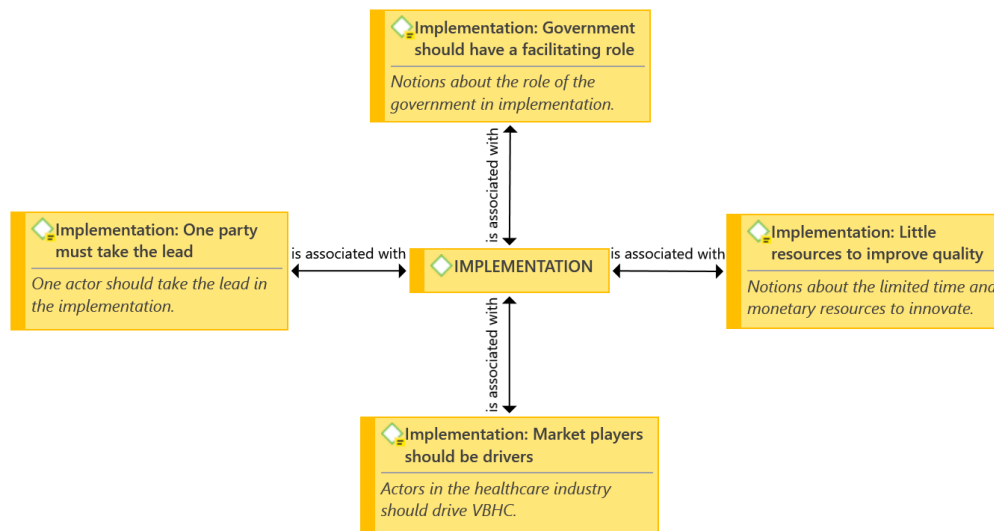 Implementation: Government
should have a facilitating role
Notions about the role of the
government in implementation.
is associated with
Implementation: One party
must take the lead
One actor should take the lead in
the implementation.
is associated with
IMPLEMENTATION
is associated with
Implementation: Little
resources to improve quality
Notions about the limited time and
monetary resources to innovate.
is associated with
Implementation: Market players
should be drivers
Actors in the healthcare industry
should drive VBHC.